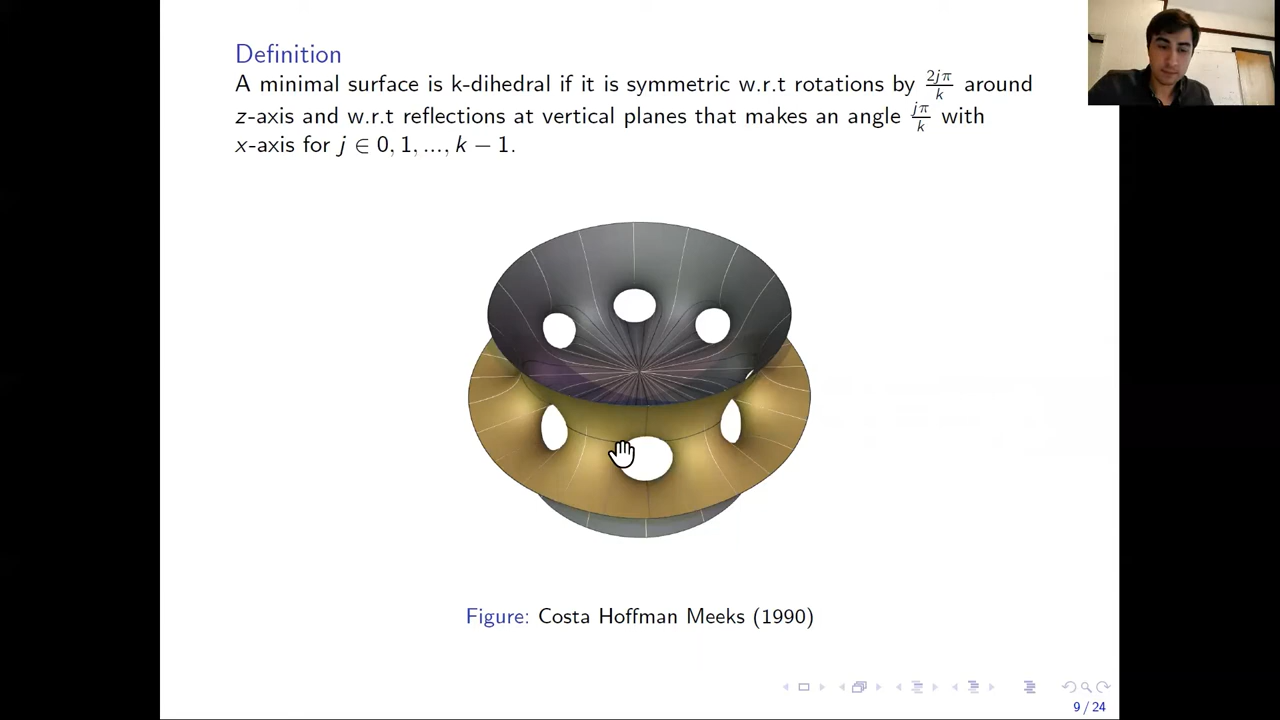 Definition
A minimal surface is k-dihedral if it is symmetric w.r.t rotations by 2jπ/k around
z-axis and w.r.t reflections at vertical planes that makes an angle jπ/k with
x-axis for j ∈ 0, 1, ..., k − 1.
Figure: Costa Hoffman Meeks (1990)
9 / 24